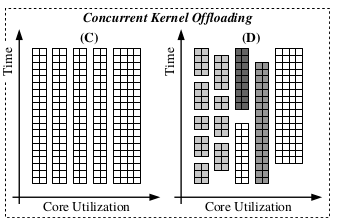 Concurrent Kernel Offloading
(C)
(D)
Time
Time
Core Utilization
Core Utilization